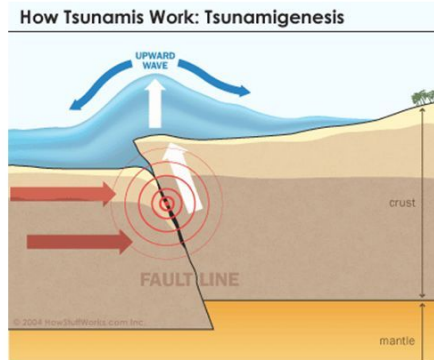 How Tsunamis Work: Tsunamigenesis
UPWARD
WAVE
crust
FAULT LINE
© 2004 HowStuffWorks.com Inc.
mantle